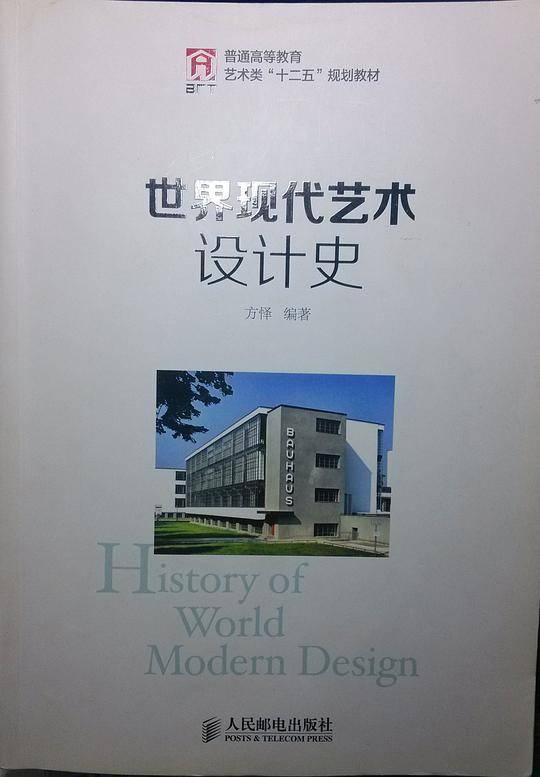 普通高等教育
艺术类“十二五”规划教材
世界现代艺术
设计史
方怿 编著
BAUHAUS
History of
World
Modern Design
人民邮电出版社
POSTS & TELECOM PRESS